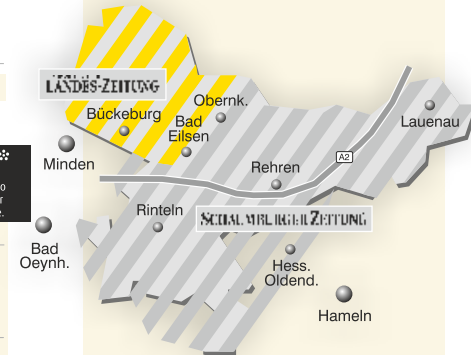 LANDES-ZEITUNG
Obernk.
Bückeburg
Bad
Eilsen
Lauenau
Minden
A2
Rehren
Rinteln
SCHAUMBURGER ZEITUNG
Bad
Oeynh.
Hess.
Oldend.
Hameln